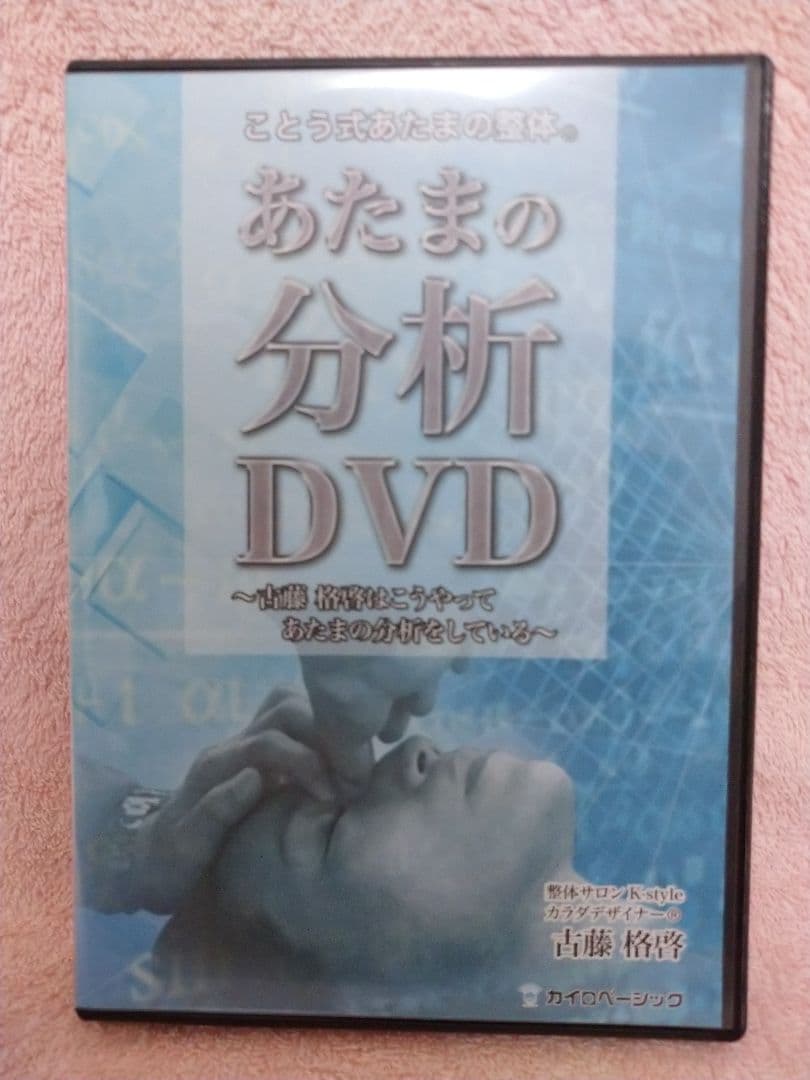 ことう式あたまの整体®
あたまの
分析
DVD
～古藤 格啓はこうやって
あたまの分析をしている～
整体サロン K-style
カラダデザイナー®
古藤 格啓
カイロベーシック